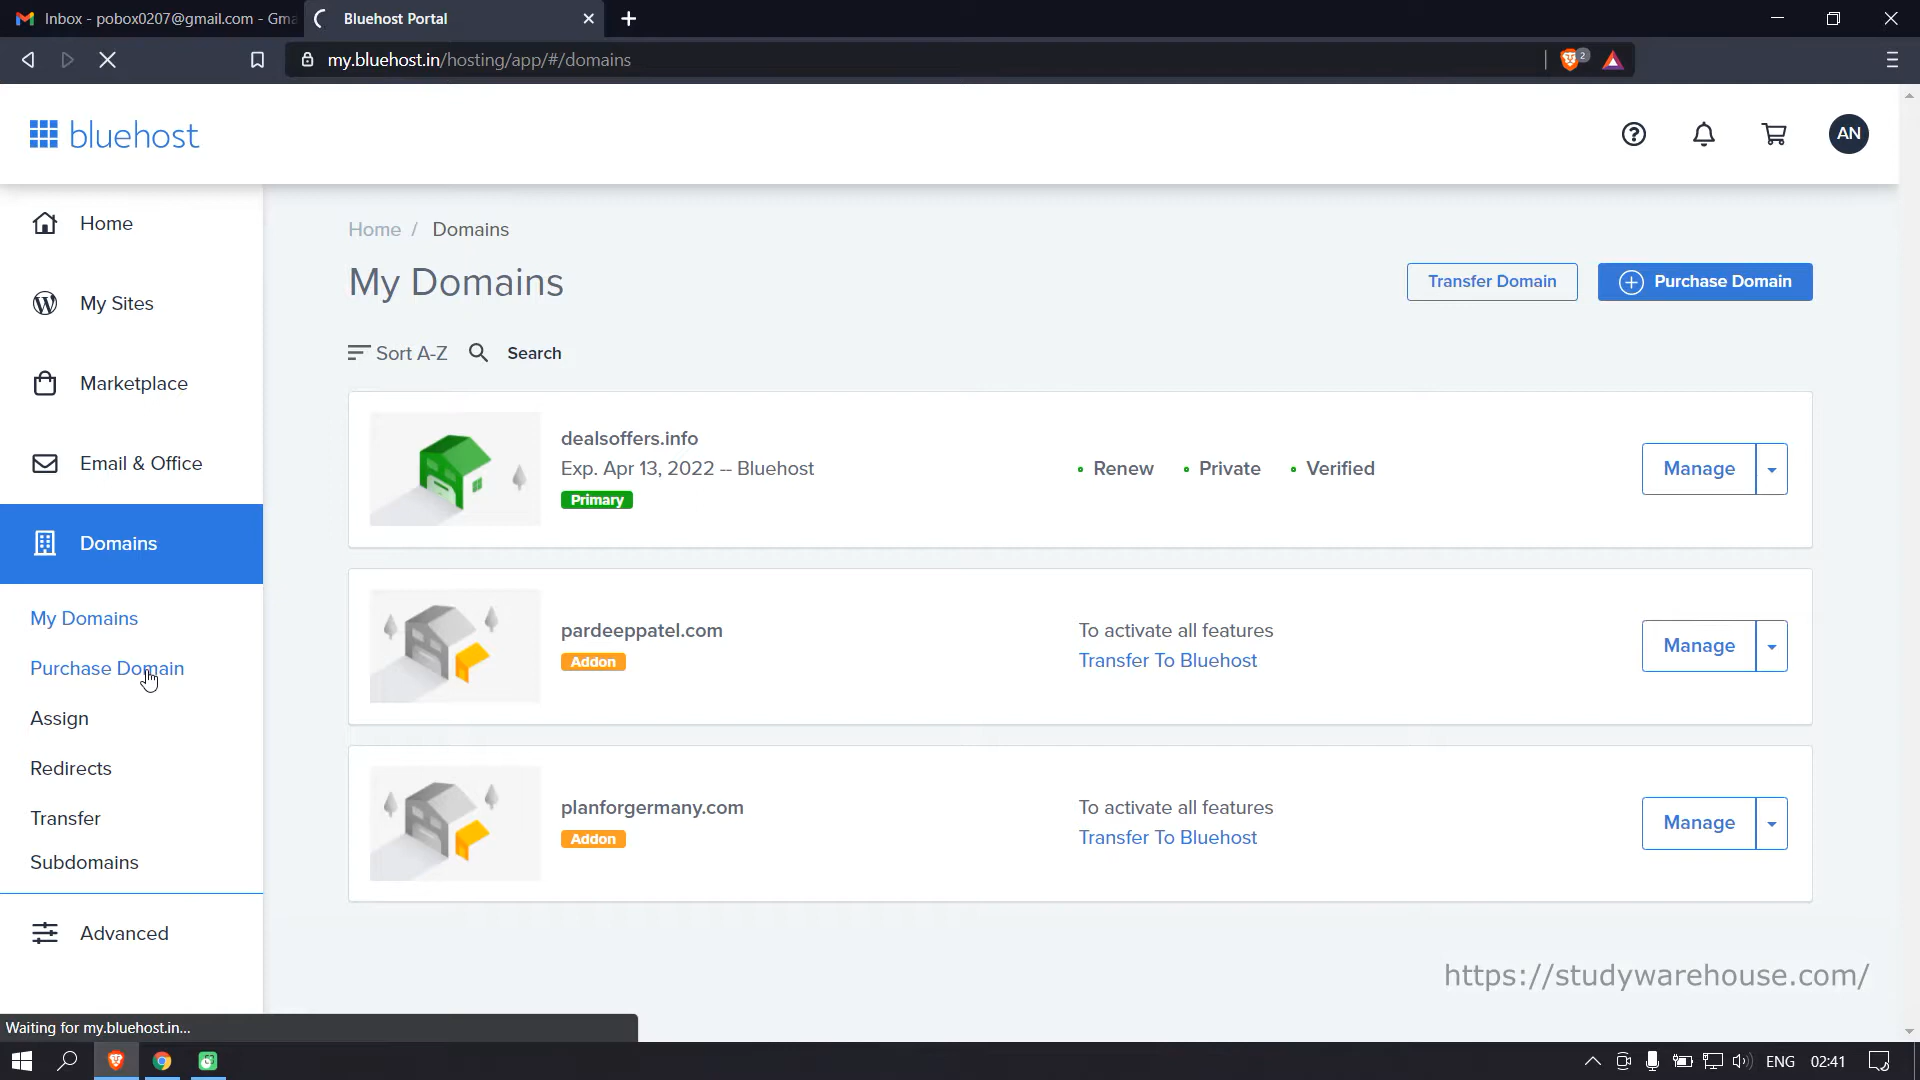 Inbox - pobox0207@gmail.com - Gma
Bluehost Portal
my.bluehost.in/hosting/app/#/domains
2
bluehost
AN
Home
My Sites
Marketplace
Email & Office
Domains
My Domains
Purchase Domain
Assign
Redirects
Transfer
Subdomains
Advanced
Home / Domains
My Domains
Transfer Domain
Purchase Domain
Sort A-Z
Search
dealsoffers.info
Exp. Apr 13, 2022 -- Bluehost
Primary
Renew
Private
Verified
Manage
pardeeppatel.com
Addon
To activate all features
Transfer To Bluehost
Manage
planforgermany.com
Addon
To activate all features
Transfer To Bluehost
Manage
https://studywarehouse.com/
Waiting for my.bluehost.in...
ENG
02:41